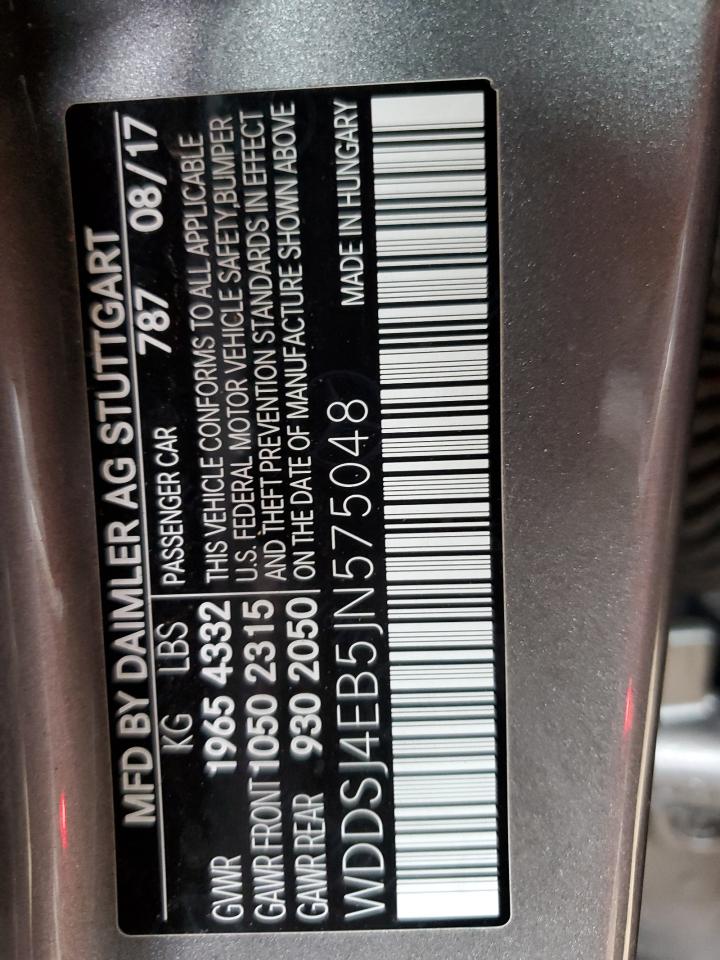 MFD BY DAIMLER AG STUTTGART
787 08/17
KG LBS PASSENGER CAR
GVWR 1965 4332 THIS VEHICLE CONFORMS TO ALL APPLICABLE
GAWR FRONT 1050 2315 U.S. FEDERAL MOTOR VEHICLE SAFETY,BUMPER
GAWR REAR 930 2050 AND THEFT PREVENTION STANDARDS IN EFFECT
ON THE DATE OF MANUFACTURE SHOWN ABOVE
WDDSJ4EB5JN575048 MADE IN HUNGARY